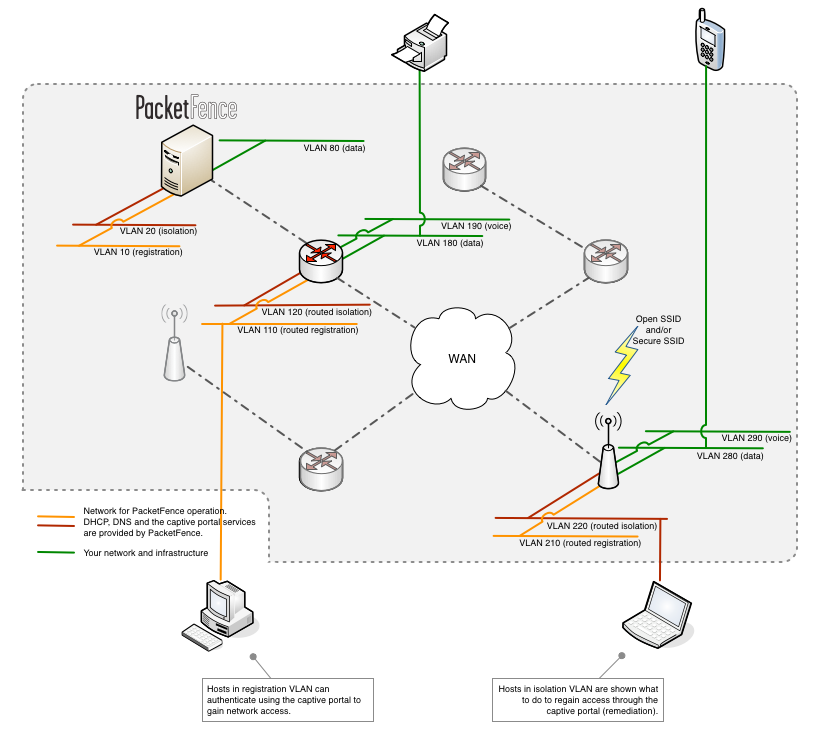 PacketFence
VLAN 80 (data)
VLAN 190 (voice)
VLAN 20 (isolation)
VLAN 180 (data)
VLAN 10 (registration)
VLAN 120 (routed isolation)
Open SSID
and/or
Secure SSID
VLAN 110 (routed registration)
WAN
VLAN 290 (voice)
VLAN 280 (data)
Network for PacketFence operation.
DHCP, DNS and the captive portal services
are provided by PacketFence.
VLAN 220 (routed isolation)
VLAN 210 (routed registration)
Your network and infrastructure
Hosts in registration VLAN can
authenticate using the captive portal to
gain network access.
Hosts in isolation VLAN are shown what
to do to regain access through the
captive portal (remediation).